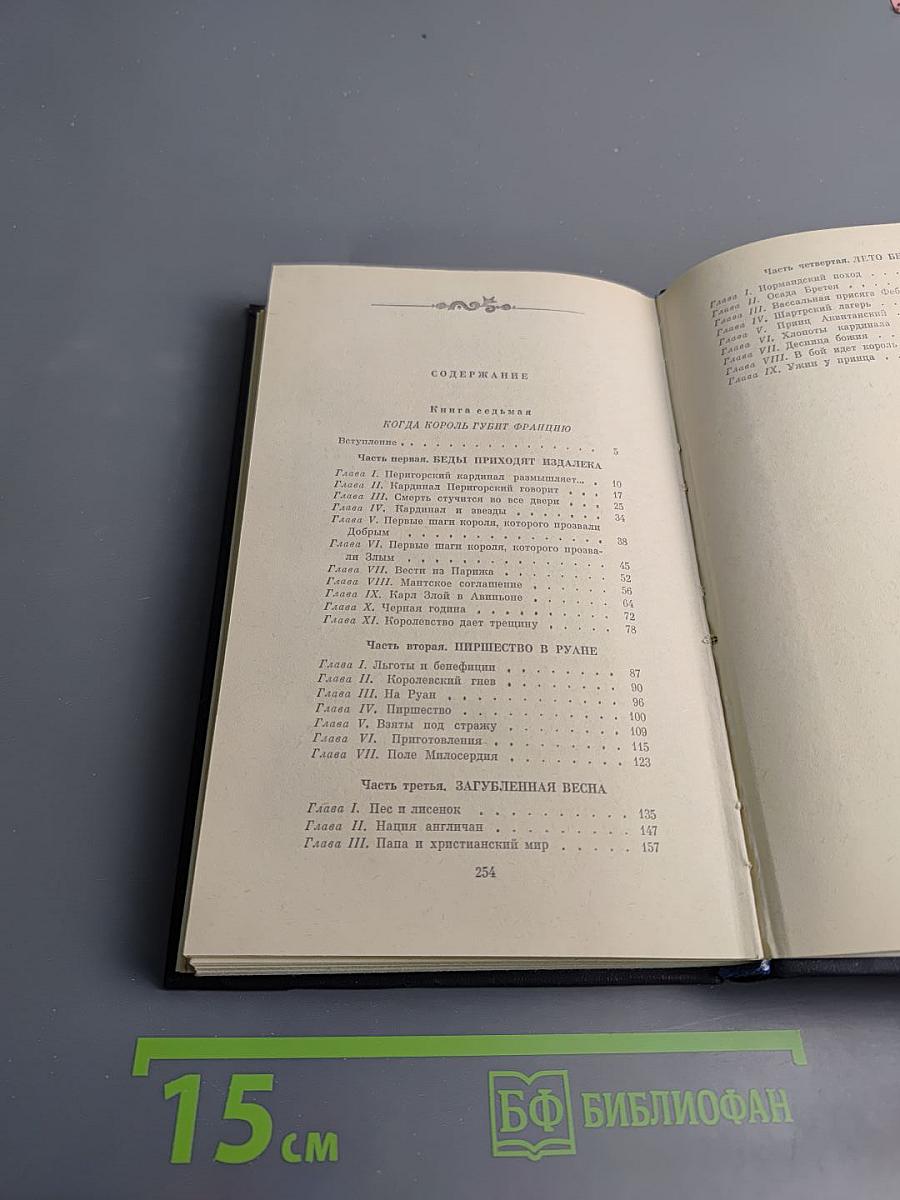 СОДЕРЖАНИЕ
Книга седьмая
КОГДА КОРОЛЬ ГУБИТ ФРАНЦИЮ
Вступление . . . . . . . . . . . . . . . . 5
Часть первая. БЕДЫ ПРИХОДЯТ ИЗДАЛЕКА
Глава I. Перигорский кардинал размышляет... . 10
Глава II. Кардинал Перигорский говорит . . . 17
Глава III. Смерть стучится во все двери . . . . 25
Глава IV. Кардинал и звезды . . . . . . . 34
Глава V. Первые шаги короля, которого прозвали
Добрым . . . . . . . . . . . . . . . 38
Глава VI. Первые шаги короля, которого прозва-
ли Злым . . . . . . . . . . . . . . . 45
Глава VII. Вести из Парижа . . . . . . . . 52
Глава VIII. Мантское соглашение . . . . . . 56
Глава IX. Карл Злой в Авиньоне . . . . . . 64
Глава X. Черная година . . . . . . . . . . 72
Глава XI. Королевство дает трещину . . . . . 78
Часть вторая. ПИРШЕСТВО В РУАНЕ
Глава I. Льготы и бенефиции . . . . . . . . 87
Глава II. Королевский гнев . . . . . . . . 90
Глава III. На Руан . . . . . . . . . . . . 96
Глава IV. Пиршество . . . . . . . . . . . 100
Глава V. Взяты под стражу . . . . . . . . 109
Глава VI. Приготовления . . . . . . . . . 115
Глава VII. Поле Милосердия . . . . . . . . 123
Часть третья. ЗАГУБЛЕННАЯ ВЕСНА
Глава I. Пес и лисенок . . . . . . . . . . 135
Глава II. Нация англичан . . . . . . . . . 147
Глава III. Папа и христианский мир . . . . . 157
254
Часть четвертая. ЛЕТО
Глава I. Нормандский поход . . .
Глава II. Осада Бретея . . . .
Глава III. Вассальная присяга
Глава IV. Шартрский лагерь . .
Глава V. Принц Аквитанский . .
Глава VI. Хлопоты кардинала
Глава VII. Десница божия . .
Глава VIII. В бой идет король
Глава IX. Ужин у принца . .
15 см
БФ БИБЛИОФАН